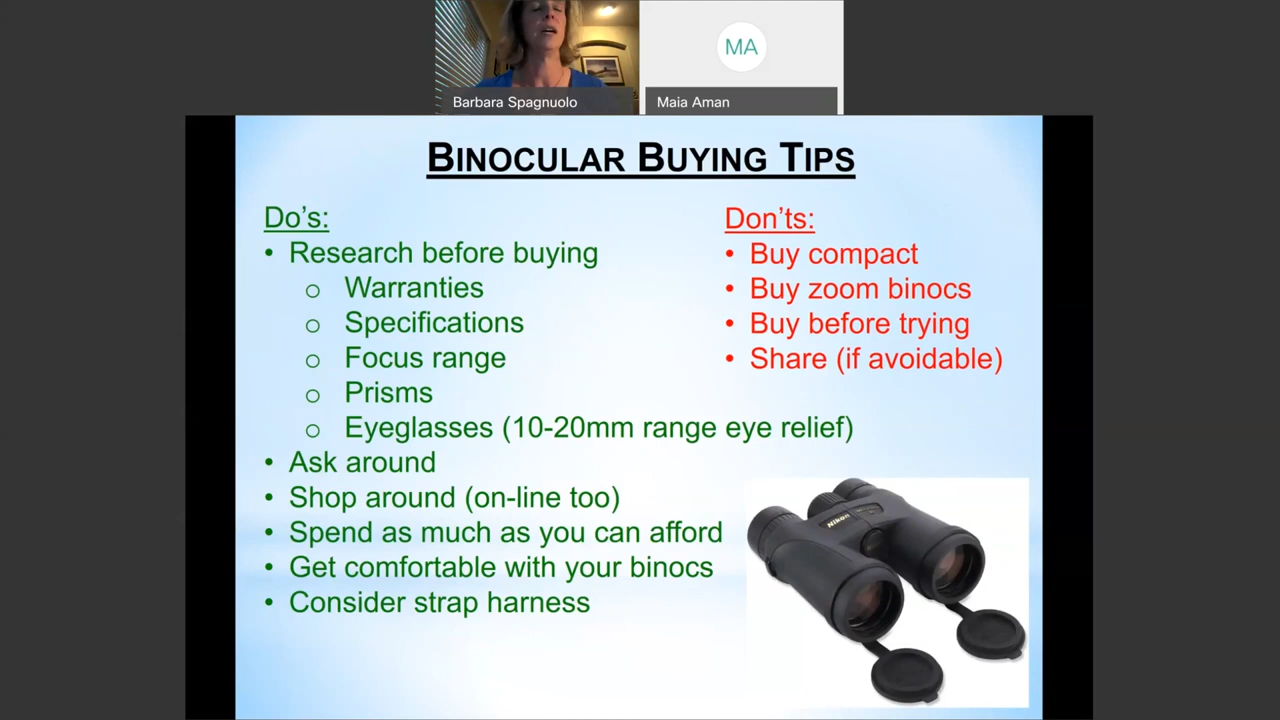 Barbara Spagnuolo
MA
Maia Aman
BINOCULAR BUYING TIPS
Do's:
• Research before buying
o Warranties
o Specifications
o Focus range
o Prisms
o Eyeglasses (10-20mm range eye relief)
• Ask around
• Shop around (on-line too)
• Spend as much as you can afford
• Get comfortable with your binocs
• Consider strap harness
Don'ts:
• Buy compact
• Buy zoom binocs
• Buy before trying
• Share (if avoidable)
Nikon